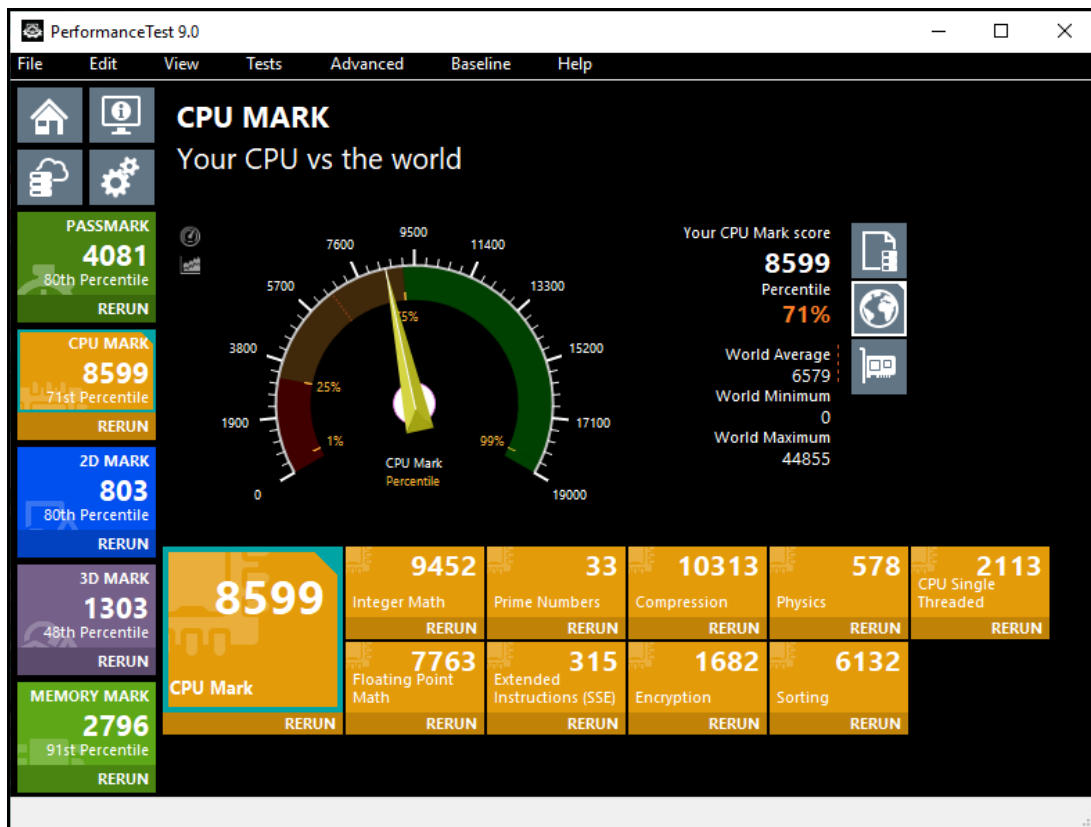 PerformanceTest 9.0
File Edit View Tests Advanced Baseline Help
CPU MARK
Your CPU vs the world
PASSMARK
4081
80th Percentile
RERUN
CPU MARK
8599
71st Percentile
RERUN
2D MARK
803
80th Percentile
RERUN
3D MARK
1303
48th Percentile
RERUN
MEMORY MARK
2796
91st Percentile
RERUN
0
1900
3800
5700
7600
9500
11400
13300
15200
17100
19000
1%
25%
75%
99%
CPU Mark
Percentile
Your CPU Mark score
8599
Percentile
71%
World Average
6579
World Minimum
0
World Maximum
44855
8599
CPU Mark
RERUN
9452
Integer Math
RERUN
33
Prime Numbers
RERUN
10313
Compression
RERUN
578
Physics
RERUN
2113
CPU Single
Threaded
RERUN
7763
Floating Point
Math
RERUN
315
Extended
Instructions (SSE)
RERUN
1682
Encryption
RERUN
6132
Sorting
RERUN